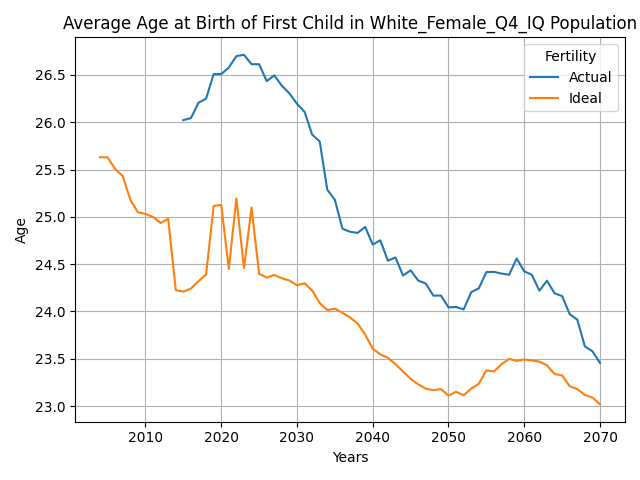 Average Age at Birth of First Child in White_Female_Q4_IQ Population
Fertility
Actual
Ideal
Age
26.5
26.0
25.5
25.0
24.5
24.0
23.5
23.0
2010 2020 2030 2040 2050 2060 2070
Years